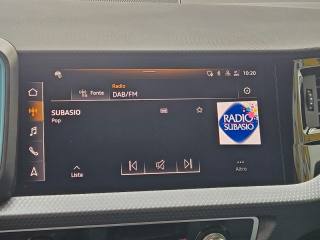 10:20
Radio
Fonte
DAB/FM
SUBASIO
Pop
RADIO
SUBASIO
Lista
Altro